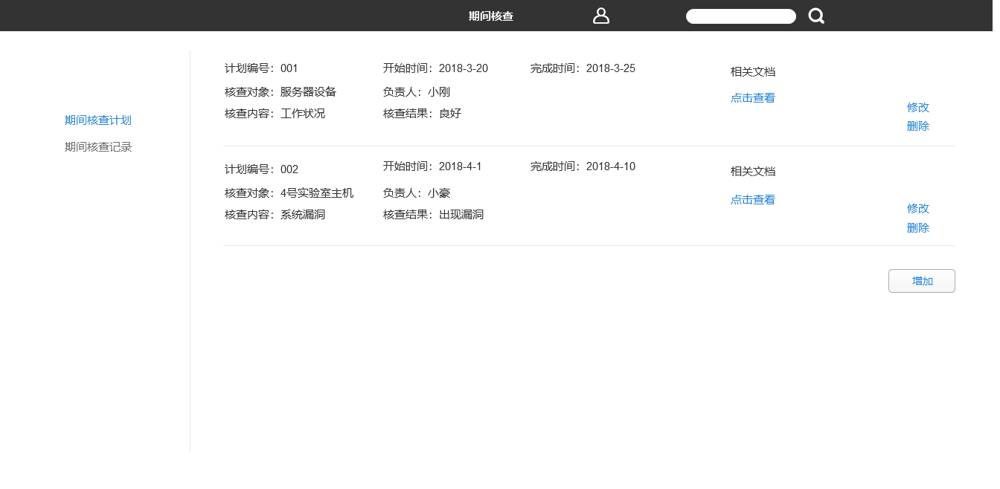 期间核查
期间核查计划
期间核查记录
计划编号：001 开始时间：2018-3-20 完成时间：2018-3-25 相关文档
核查对象：服务器设备 负责人：小刚 点击查看
核查内容：工作状况 核查结果：良好 修改
删除
计划编号：002 开始时间：2018-4-1 完成时间：2018-4-10 相关文档
核查对象：4号实验室主机 负责人：小豪 点击查看
核查内容：系统漏洞 核查结果：出现漏洞 修改
删除
增加